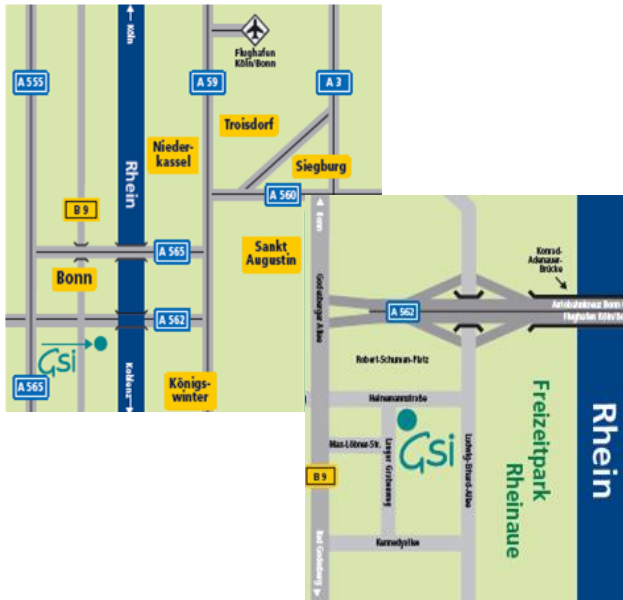 Köln
Flughafen
Köln/Bonn
A 555
A 59
A 3
Troisdorf
Nieder-
kassel
Siegburg
Rhein
B 9
A 560
Sankt
Augustin
A 565
Bonn
A 562
Gsi
A 565
Koblenz
Königs-
winter
Bonn
Konrad-
Adenauer-
Brücke
Godesberger Allee
A 562
Autobahnkreuz Bonn
Flughafen Köln/Bo
Robert-Schuman-Platz
Heinemannstraße
Gsi
Max-Löbner-Str.
Langer Grabenweg
Ludwig-Erhard-Allee
Freizeitpark
Rheinaue
Rhein
B 9
Kennedyallee
Bad Godesberg